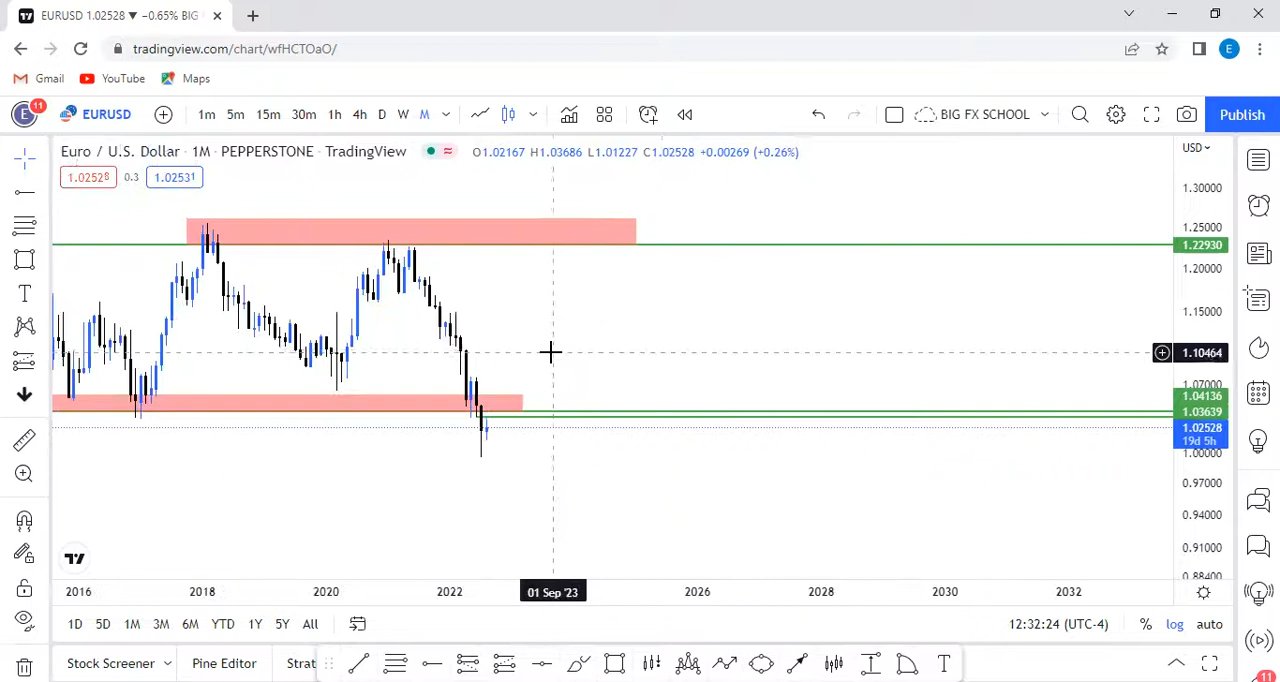 EURUSD 1.02528 ▼ −0.65% BIG
tradingview.com/chart/wfHCTOaO/
E
Gmail YouTube Maps
E 11 EURUSD 1m 5m 15m 30m 1h 4h D W M BIG FX SCHOOL Publish
Euro / U.S. Dollar · 1M · PEPPERSTONE · TradingView O1.02167 H1.03686 L1.01227 C1.02528 +0.00269 (+0.26%) USD
1.02528 0.3 1.02531
1.30000
1.25000
1.22930
1.20000
1.15000
1.10464
1.07000
1.04136
1.03639
1.02528
19d 5h
1.00000
0.97000
0.94000
0.91000
0.88400
2016 2018 2020 2022 01 Sep '23 2026 2028 2030 2032
1D 5D 1M 3M 6M YTD 1Y 5Y All 12:32:24 (UTC-4) % log auto
Stock Screener Pine Editor Strat T
11